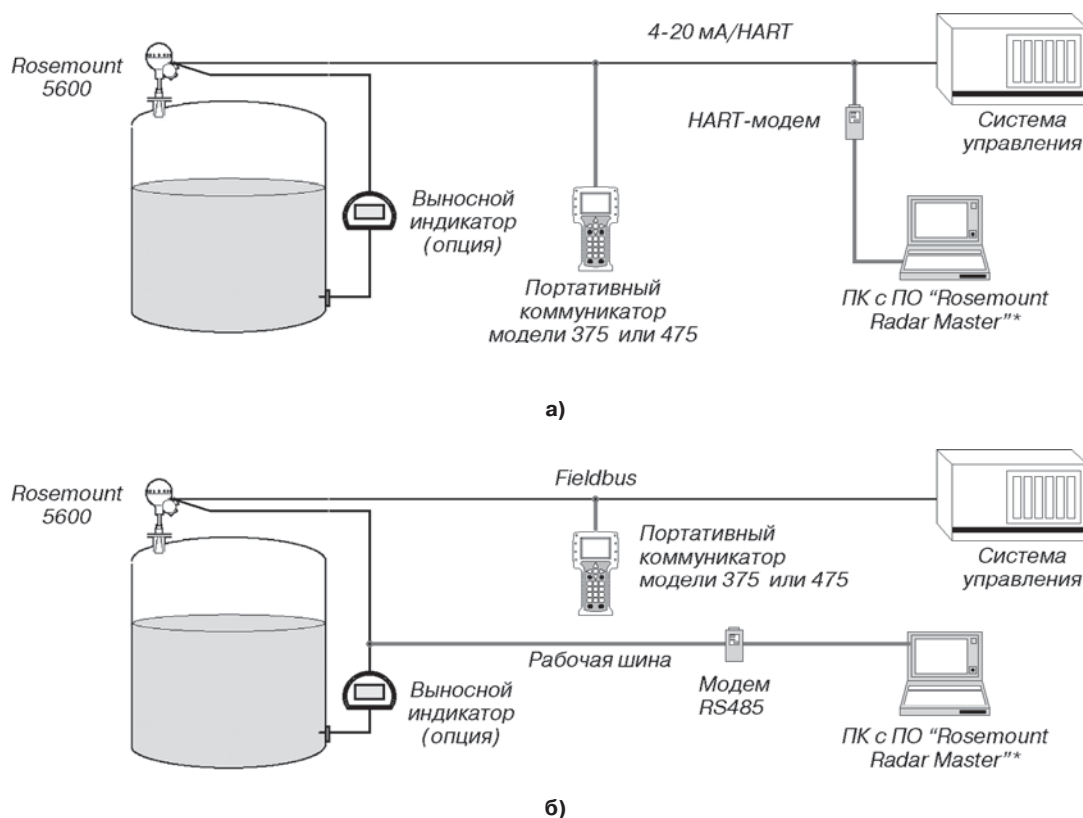 4-20 мА/HART
Rosemount
5600
HART-модем
Система
управления
Выносной
индикатор
(опция)
Портативный
коммуникатор
модели 375 или 475
ПК с ПО “Rosemount
Radar Master”*
а)
Fieldbus
Rosemount
5600
Портативный
коммуникатор
модели 375 или 475
Система
управления
Рабочая шина
Выносной
индикатор
(опция)
Модем
RS485
ПК с ПО “Rosemount
Radar Master”*
б)